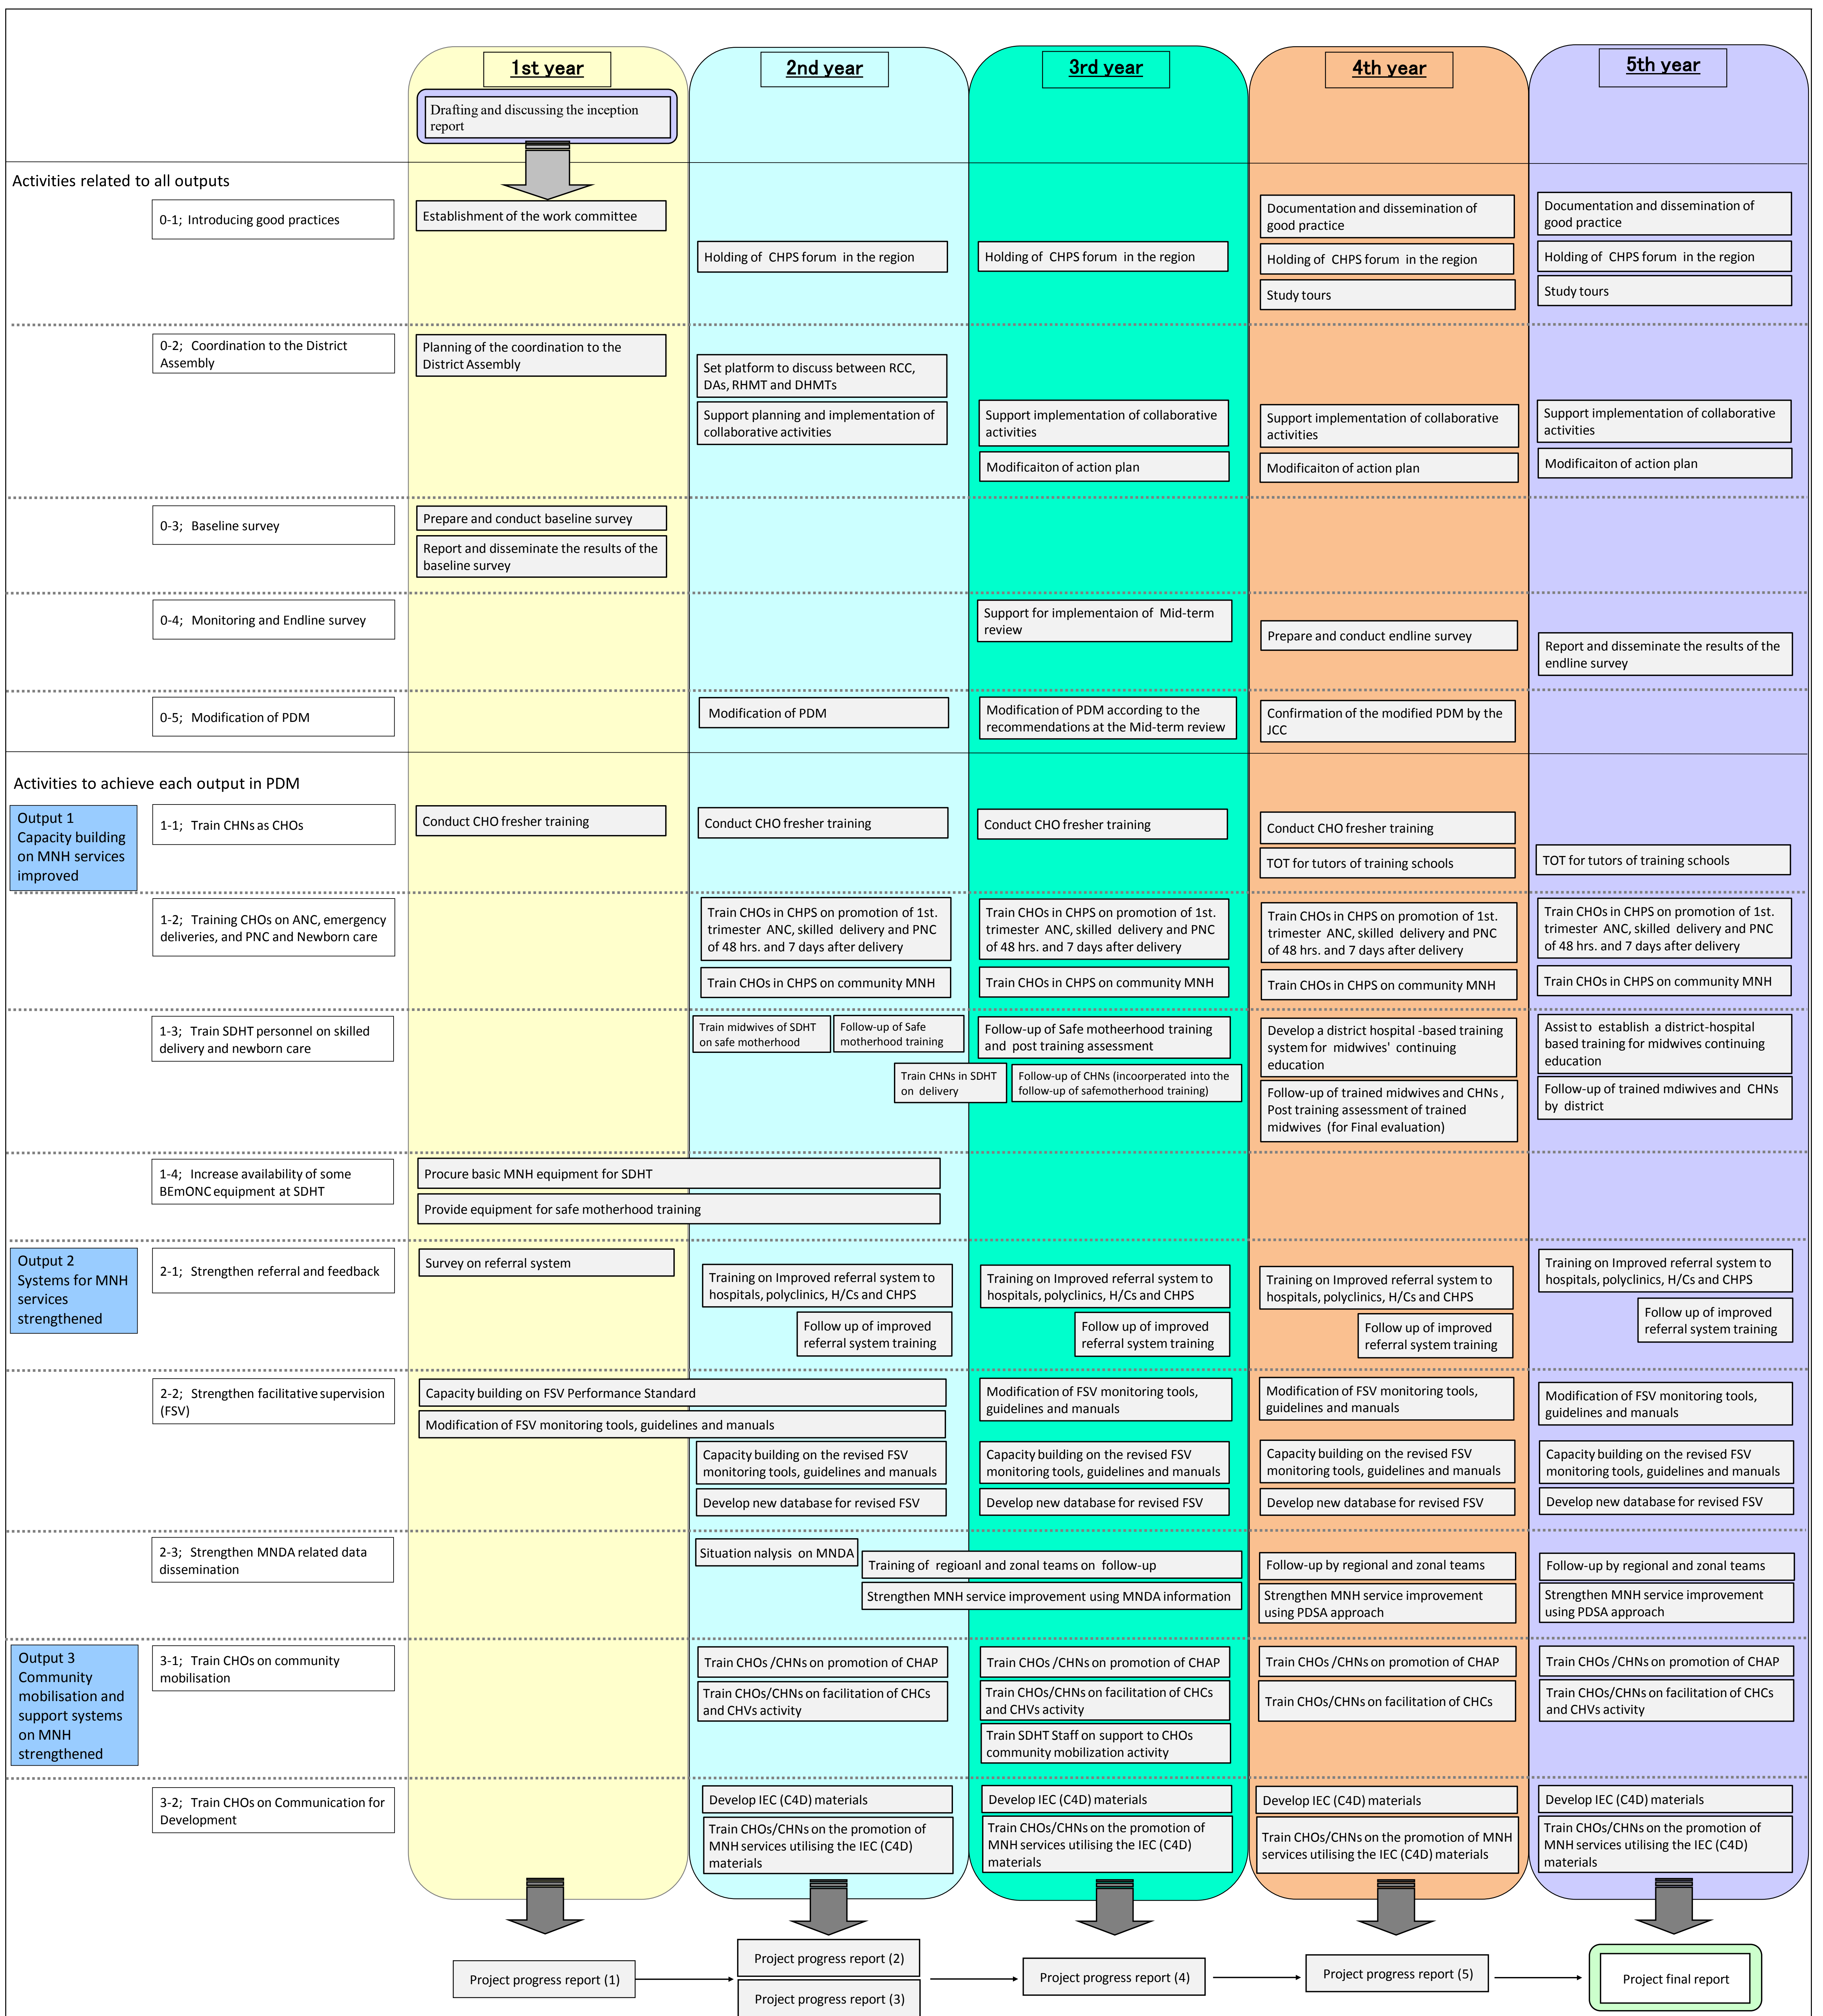 1st year
2nd year
3rd year
4th year
5th year
Drafting and discussing the inception
report
Activities related to all outputs
0-1; Introducing good practices
Establishment of the work committee
Holding of CHPS forum in the region
Holding of CHPS forum in the region
Documentation and dissemination of
good practice
Holding of CHPS forum in the region
Study tours
Documentation and dissemination of
good practice
Holding of CHPS forum in the region
Study tours
0-2; Coordination to the District
Assembly
Planning of the coordination to the
District Assembly
Set platform to discuss between RCC,
DAs, RHMT and DHMTs
Support planning and implementation of
collaborative activities
Support implementation of collaborative
activities
Modificaiton of action plan
Support implementation of collaborative
activities
Modificaiton of action plan
Support implementation of collaborative
activities
Modificaiton of action plan
0-3; Baseline survey
Prepare and conduct baseline survey
Report and disseminate the results of the
baseline survey
0-4; Monitoring and Endline survey
Support for implementaion of Mid-term
review
Prepare and conduct endline survey
Report and disseminate the results of the
endline survey
0-5; Modification of PDM
Modification of PDM
Modification of PDM according to the
recommendations at the Mid-term review
Confirmation of the modified PDM by the
JCC
Activities to achieve each output in PDM
Output 1
Capacity building
on MNH services
improved
1-1; Train CHNs as CHOs
Conduct CHO fresher training
Conduct CHO fresher training
Conduct CHO fresher training
Conduct CHO fresher training
TOT for tutors of training schools
TOT for tutors of training schools
1-2; Training CHOs on ANC, emergency
deliveries, and PNC and Newborn care
Train CHOs in CHPS on promotion of 1st.
trimester ANC, skilled delivery and PNC
of 48 hrs. and 7 days after delivery
Train CHOs in CHPS on community MNH
Train CHOs in CHPS on promotion of 1st.
trimester ANC, skilled delivery and PNC
of 48 hrs. and 7 days after delivery
Train CHOs in CHPS on community MNH
Train CHOs in CHPS on promotion of 1st.
trimester ANC, skilled delivery and PNC
of 48 hrs. and 7 days after delivery
Train CHOs in CHPS on community MNH
Train CHOs in CHPS on promotion of 1st.
trimester ANC, skilled delivery and PNC
of 48 hrs. and 7 days after delivery
Train CHOs in CHPS on community MNH
1-3; Train SDHT personnel on skilled
delivery and newborn care
Train midwives of SDHT
on safe motherhood
Follow-up of Safe
motherhood training
Train CHNs in SDHT
on delivery
Follow-up of Safe motheerhood training
and post training assessment
Follow-up of CHNs (incoorperated into the
follow-up of safemotherhood training)
Develop a district hospital -based training
system for midwives' continuing
education
Follow-up of trained midwives and CHNs ,
Post training assessment of trained
midwives (for Final evaluation)
Assist to establish a district-hospital
based training for midwives continuing
education
Follow-up of trained mdiwives and CHNs
by district
1-4; Increase availability of some
BEmONC equipment at SDHT
Procure basic MNH equipment for SDHT
Provide equipment for safe motherhood training
Output 2
Systems for MNH
services
strengthened
2-1; Strengthen referral and feedback
Survey on referral system
Training on Improved referral system to
hospitals, polyclinics, H/Cs and CHPS
Follow up of improved
referral system training
Training on Improved referral system to
hospitals, polyclinics, H/Cs and CHPS
Follow up of improved
referral system training
Training on Improved referral system to
hospitals, polyclinics, H/Cs and CHPS
Follow up of improved
referral system training
Training on Improved referral system to
hospitals, polyclinics, H/Cs and CHPS
Follow up of improved
referral system training
2-2; Strengthen facilitative supervision
(FSV)
Capacity building on FSV Performance Standard
Modification of FSV monitoring tools, guidelines and manuals
Capacity building on the revised FSV
monitoring tools, guidelines and manuals
Develop new database for revised FSV
Modification of FSV monitoring tools,
guidelines and manuals
Capacity building on the revised FSV
monitoring tools, guidelines and manuals
Develop new database for revised FSV
Modification of FSV monitoring tools,
guidelines and manuals
Capacity building on the revised FSV
monitoring tools, guidelines and manuals
Develop new database for revised FSV
Modification of FSV monitoring tools,
guidelines and manuals
Capacity building on the revised FSV
monitoring tools, guidelines and manuals
Develop new database for revised FSV
2-3; Strengthen MNDA related data
dissemination
Situation nalysis on MNDA
Training of regioanl and zonal teams on follow-up
Strengthen MNH service improvement using MNDA information
Follow-up by regional and zonal teams
Strengthen MNH service improvement
using PDSA approach
Follow-up by regional and zonal teams
Strengthen MNH service improvement
using PDSA approach
Output 3
Community
mobilisation and
support systems
on MNH
strengthened
3-1; Train CHOs on community
mobilisation
Train CHOs /CHNs on promotion of CHAP
Train CHOs/CHNs on facilitation of CHCs
and CHVs activity
Train CHOs /CHNs on promotion of CHAP
Train CHOs/CHNs on facilitation of CHCs
and CHVs activity
Train SDHT Staff on support to CHOs
community mobilization activity
Train CHOs /CHNs on promotion of CHAP
Train CHOs/CHNs on facilitation of CHCs
Train CHOs /CHNs on promotion of CHAP
Train CHOs/CHNs on facilitation of CHCs
and CHVs activity
3-2; Train CHOs on Communication for
Development
Develop IEC (C4D) materials
Train CHOs/CHNs on the promotion of
MNH services utilising the IEC (C4D)
materials
Develop IEC (C4D) materials
Train CHOs/CHNs on the promotion of
MNH services utilising the IEC (C4D)
materials
Develop IEC (C4D) materials
Train CHOs/CHNs on the promotion of MNH
services utilising the IEC (C4D) materials
Develop IEC (C4D) materials
Train CHOs/CHNs on the promotion of
MNH services utilising the IEC (C4D)
materials
Project progress report (1)
Project progress report (2)
Project progress report (3)
Project progress report (4)
Project progress report (5)
Project final report